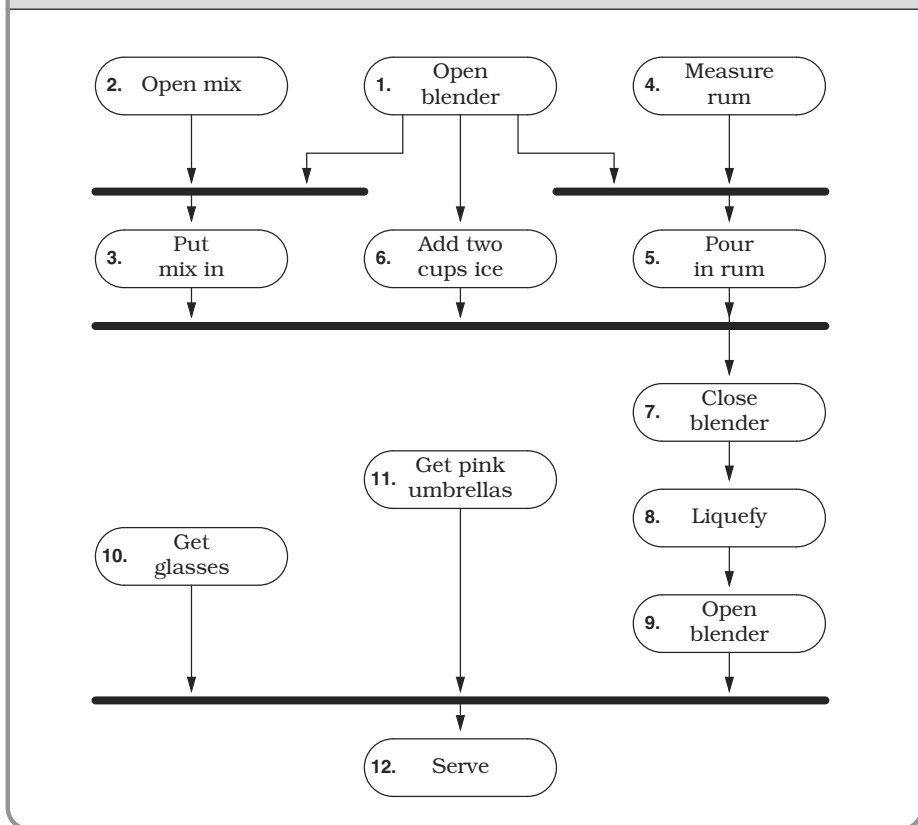 2. Open mix
1. Open
blender
4. Measure
rum
3. Put
mix in
6. Add two
cups ice
5. Pour
in rum
7. Close
blender
11. Get pink
umbrellas
8. Liquefy
10. Get
glasses
9. Open
blender
12. Serve